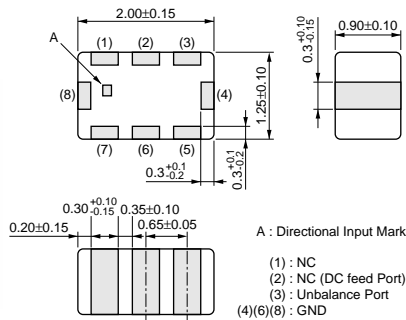 2.00±0.15
0.90±0.10
A
(1) (2) (3)
(8) (4)
(7) (6) (5)
1.25±0.10
0.3 +0.10 -0.15
0.3 +0.1 -0.2
0.3 +0.1 -0.2
0.30 +0.10 -0.15
0.35±0.10
0.20±0.15
0.65±0.05
A : Directional Input Mark
(1) : NC
(2) : NC (DC feed Port)
(3) : Unbalance Port
(4)(6)(8) : GND